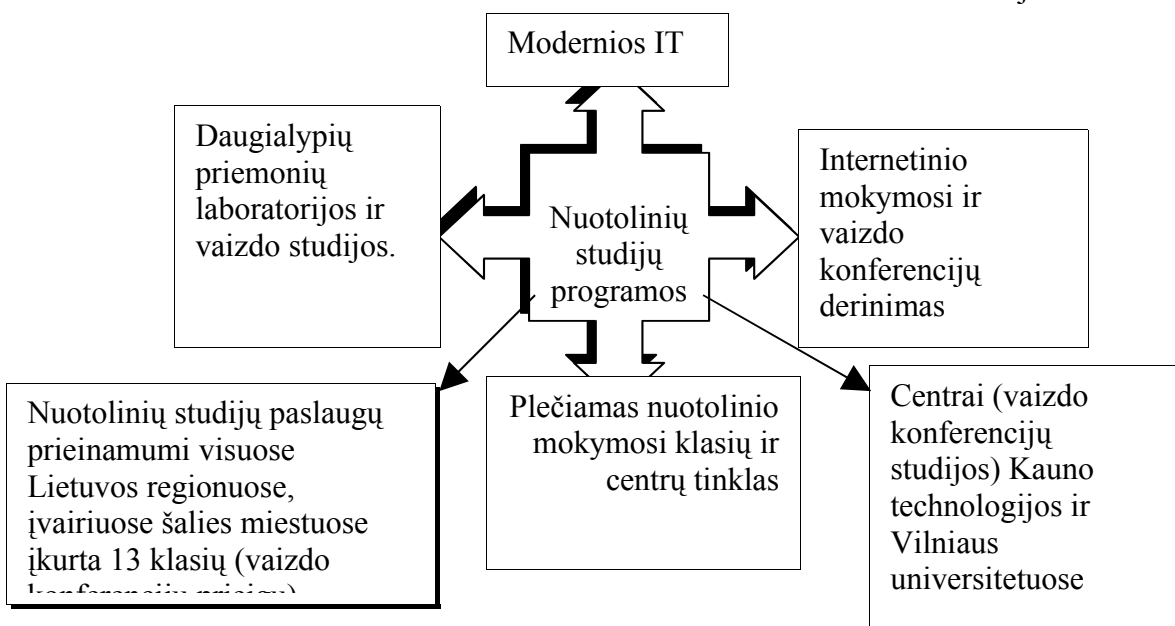 Modernios IT
Daugialypių
priemonių
laboratorijos ir
vaizdo studijos.
Internetinio
mokymosi ir
vaizdo
konferencijų
derinimas
Nuotolinių
studijų
programos
Nuotolinių studijų paslaugų
prieinamumi visuose
Lietuvos regionuose,
įvairiuose šalies miestuose
įkurta 13 klasių (vaizdo
Plečiamas nuotolinio
mokymosi klasių ir
centrų tinklas
Centrai (vaizdo
konferencijų
studijos) Kauno
technologijos ir
Vilniaus
universitetuose